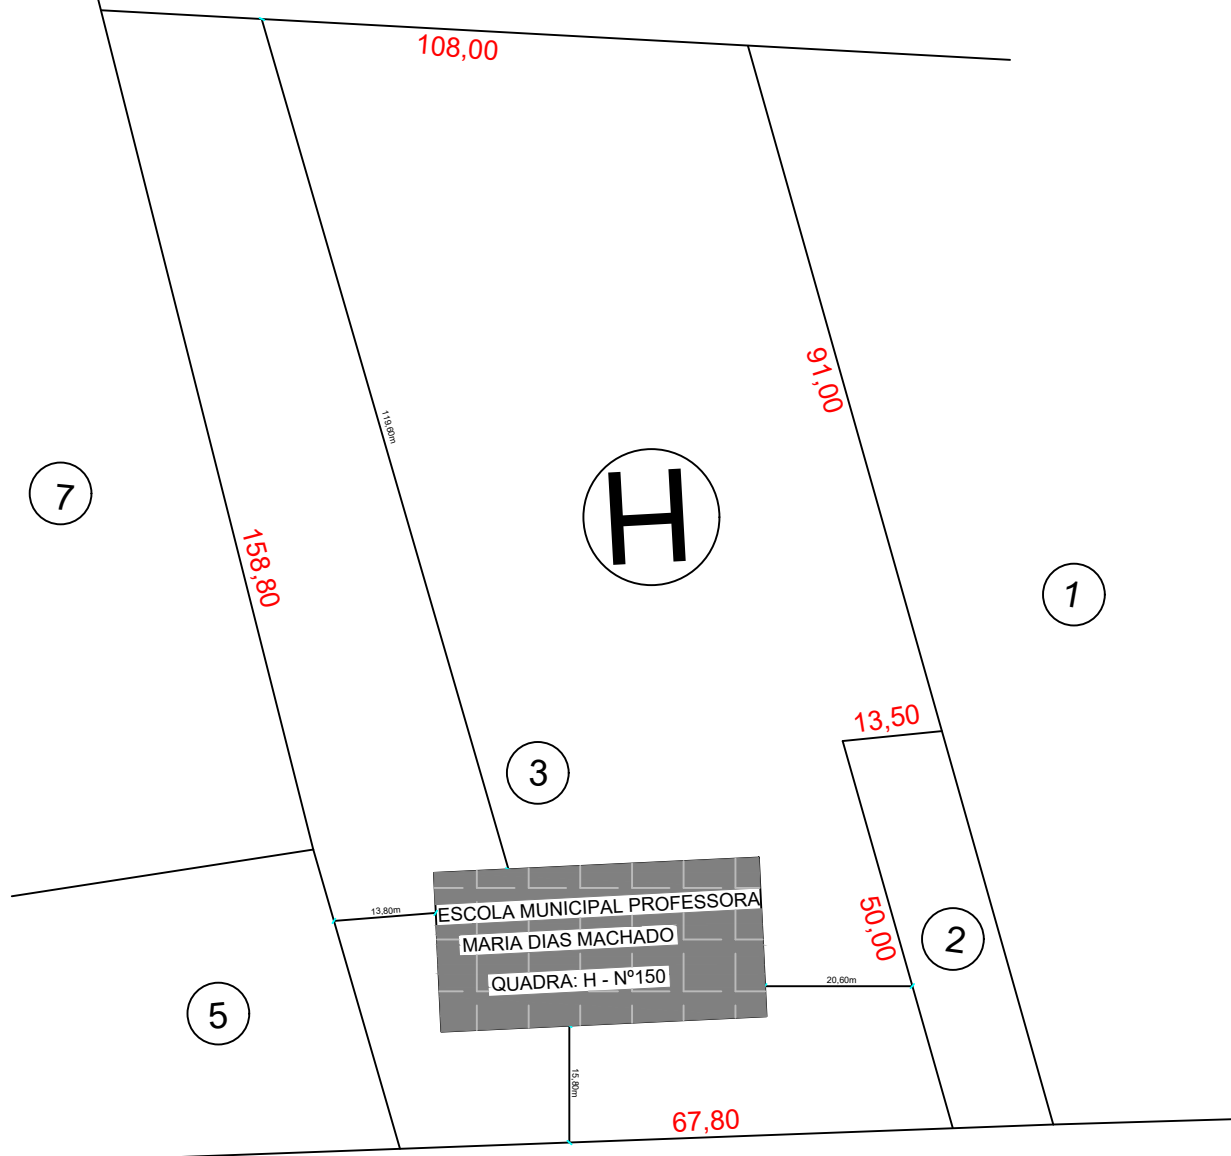 108,00
91,00
119,60m
H
7
158,80
1
13,50
3
13,80m
ESCOLA MUNICIPAL PROFESSORA
MARIA DIAS MACHADO
QUADRA: H - Nº150
50,00
2
20,60m
5
15,80m
67,80